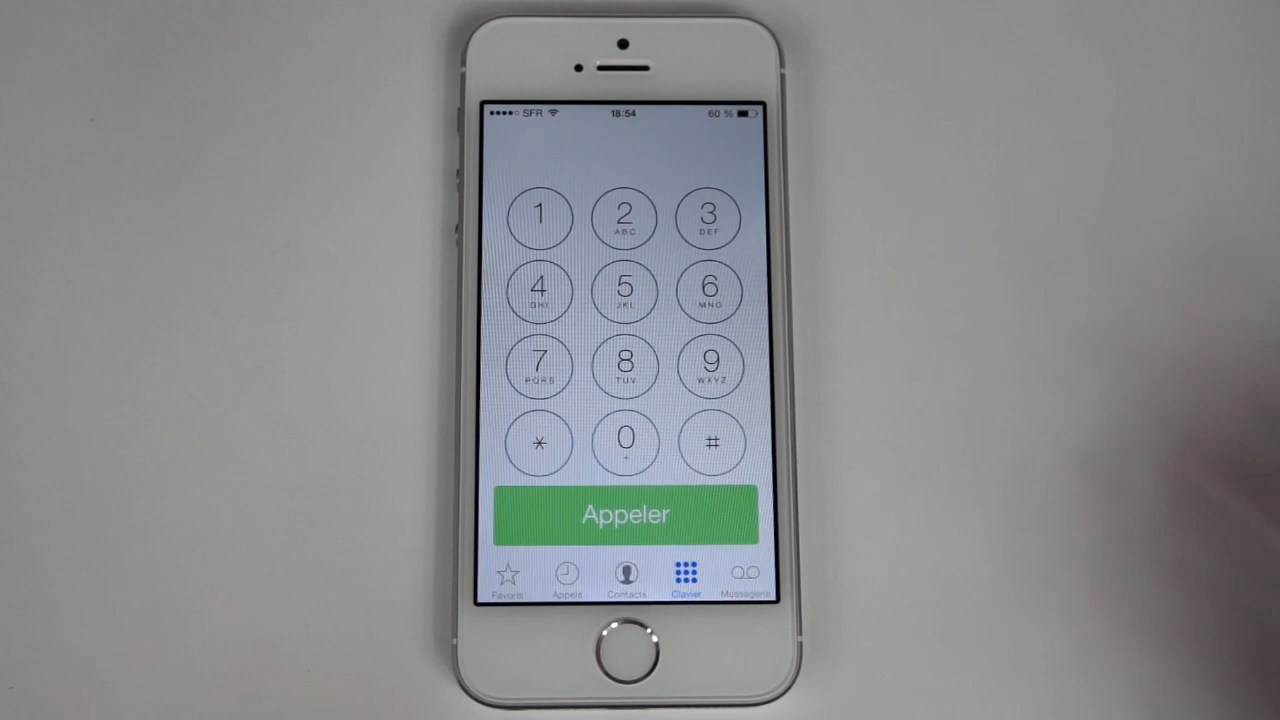 SFR 18:54 60 %
1 2 3
ABC DEF
4 5 6
GHI JKL MNO
7 8 9
PQRS TUV WXYZ
* 0 #
+
Appeler
Favoris Appels Contacts Clavier Messagerie